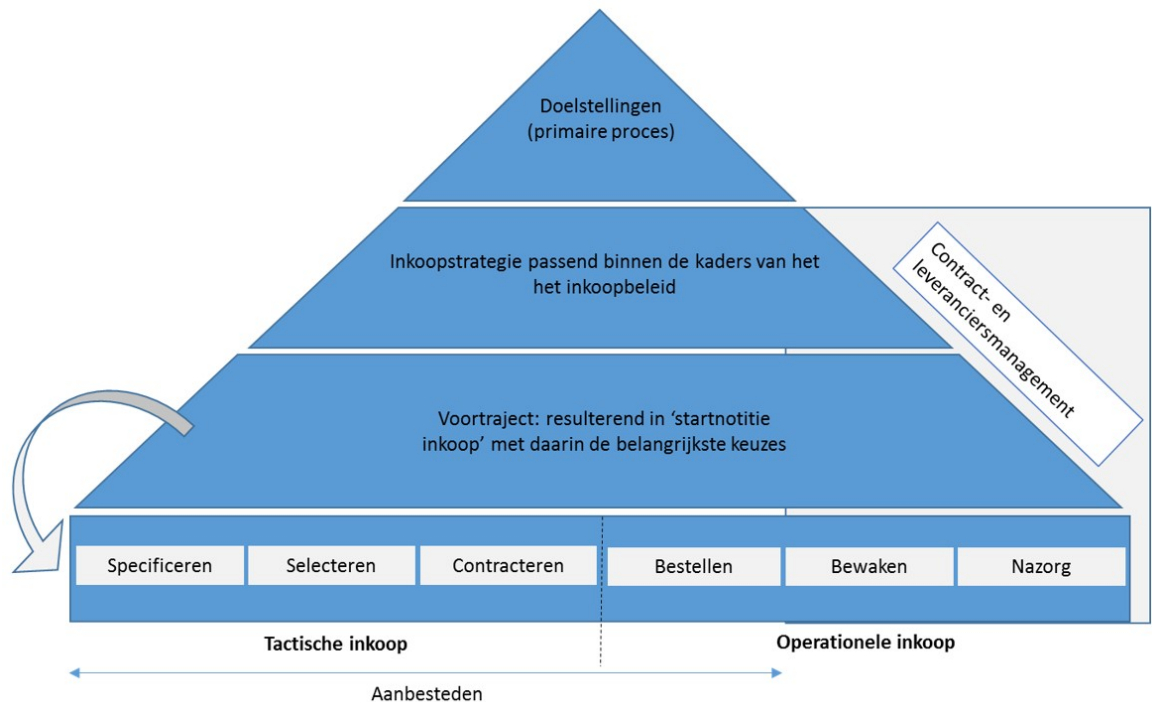 Doelstellingen
(primaire proces)
Inkoopstrategie passend binnen de kaders van het
het inkoopbeleid
Contract- en
leveranciersmanagement
Voortraject: resulterend in ‘startnotitie
inkoop’ met daarin de belangrijkste keuzes
Specificeren
Selecteren
Contracteren
Bestellen
Bewaken
Nazorg
Tactische inkoop
Operationele inkoop
Aanbesteden